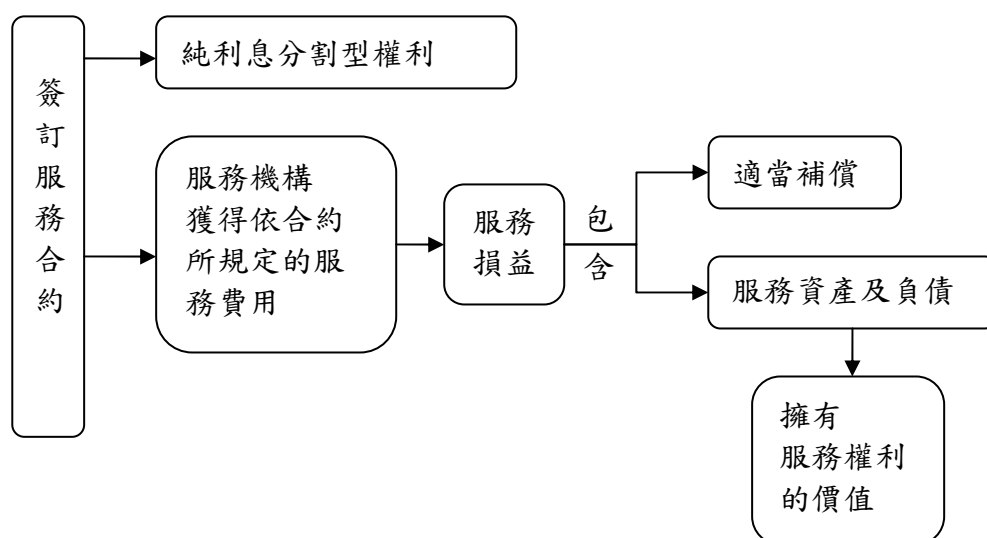 簽訂服務合約
純利息分割型權利
服務機構
獲得依合約
所規定的服
務費用
服務
損益
包
含
適當補償
服務資產及負債
擁有
服務權利
的價值